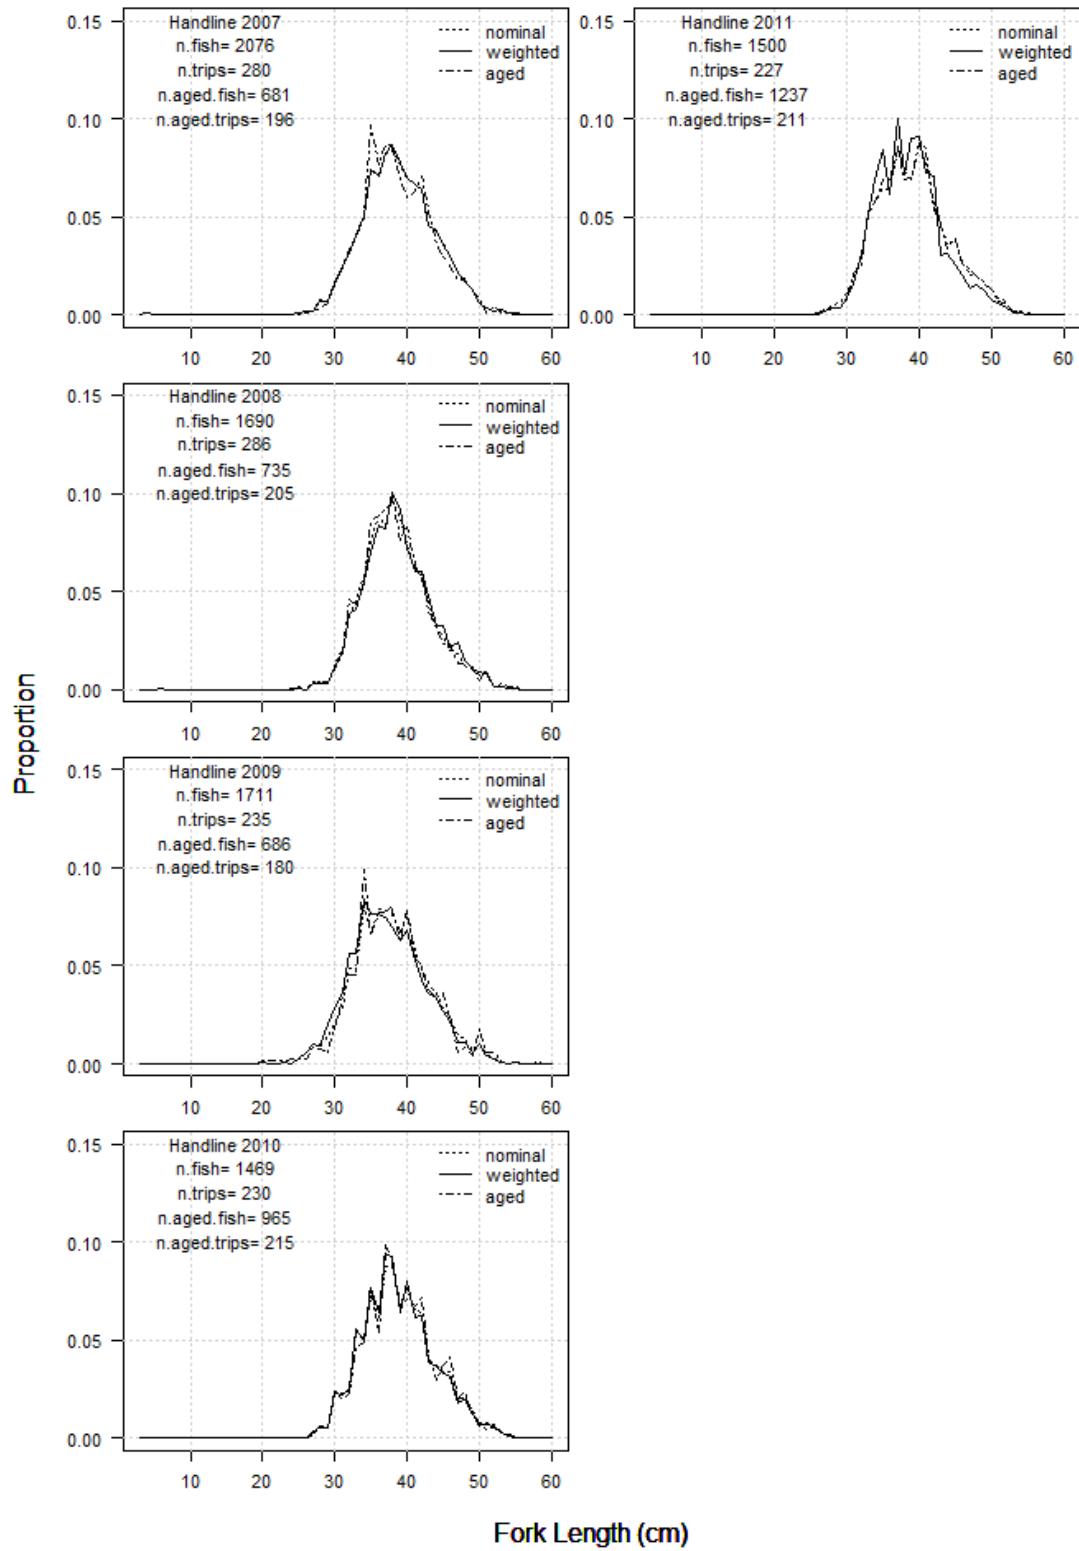 Handline 2007
n.fish= 2076
n.trips= 280
n.aged.fish= 681
n.aged.trips= 196
nominal
weighted
aged
0.15
0.10
0.05
0.00
10 20 30 40 50 60
Handline 2011
n.fish= 1500
n.trips= 227
n.aged.fish= 1237
n.aged.trips= 211
nominal
weighted
aged
0.15
0.10
0.05
0.00
10 20 30 40 50 60
Handline 2008
n.fish= 1690
n.trips= 286
n.aged.fish= 735
n.aged.trips= 205
nominal
weighted
aged
0.15
0.10
0.05
0.00
10 20 30 40 50 60
Handline 2009
n.fish= 1711
n.trips= 235
n.aged.fish= 686
n.aged.trips= 180
nominal
weighted
aged
0.15
0.10
0.05
0.00
10 20 30 40 50 60
Handline 2010
n.fish= 1469
n.trips= 230
n.aged.fish= 965
n.aged.trips= 215
nominal
weighted
aged
0.15
0.10
0.05
0.00
10 20 30 40 50 60
Proportion
Fork Length (cm)